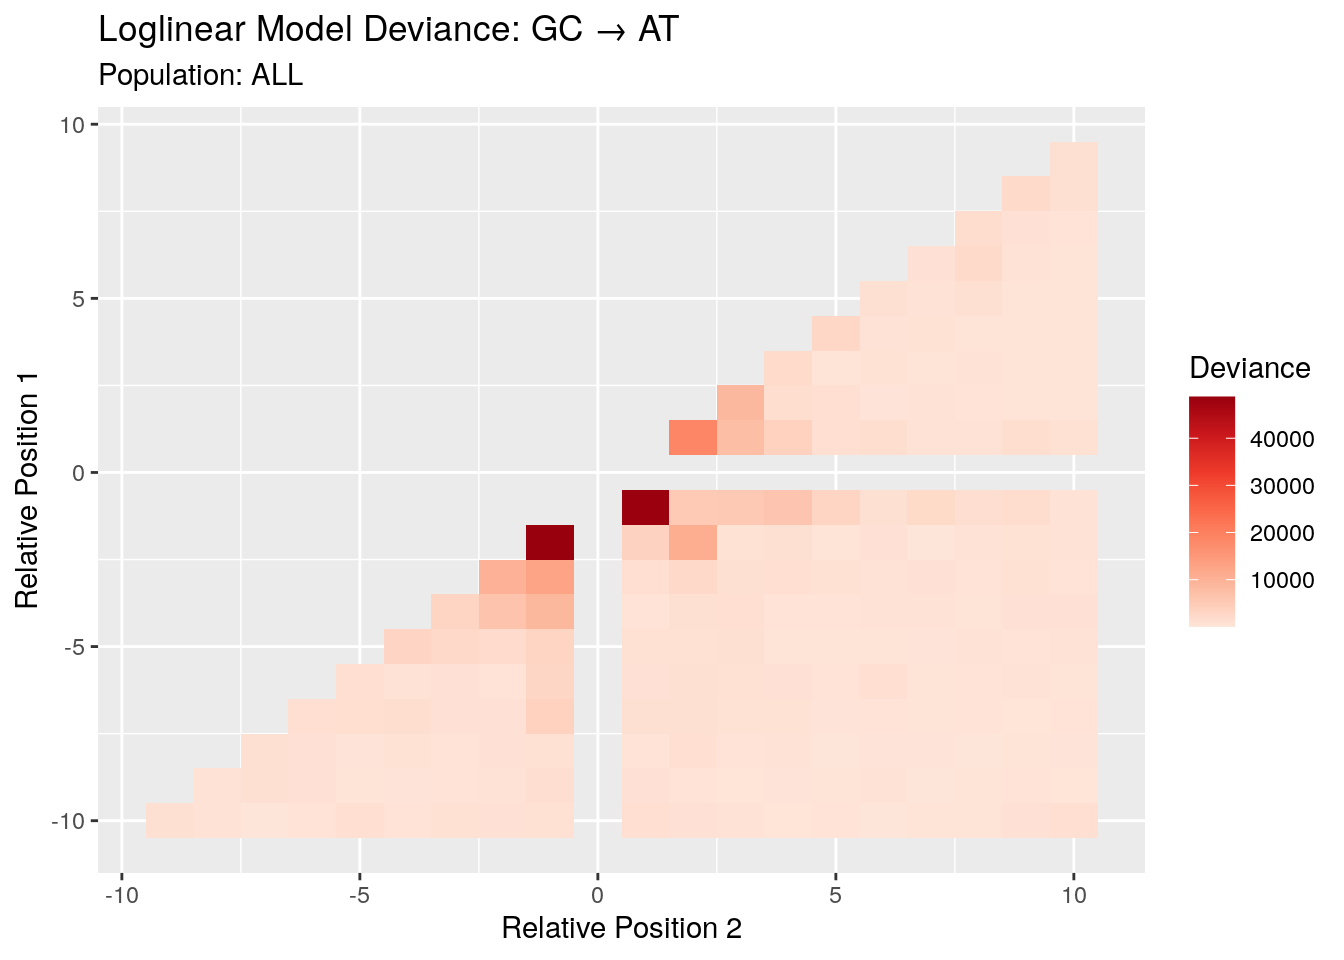 Loglinear Model Deviance: GC → AT
Population: ALL
10
5
0
-5
-10
Relative Position 1
-10
-5
0
5
10
Relative Position 2
Deviance
40000
30000
20000
10000